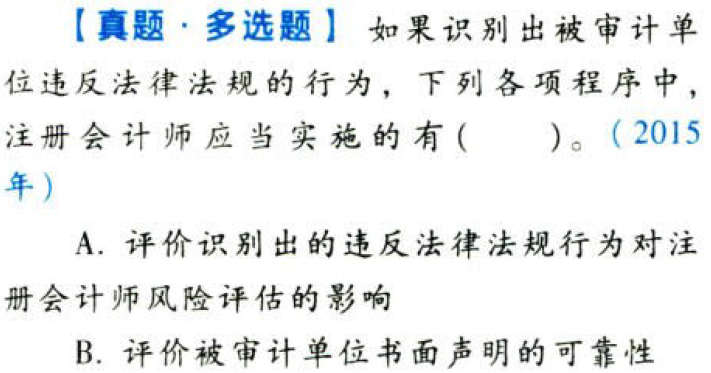 【真题·多选题】 如果识别出被审计单
位违反法律法规的行为，下列各项程序中，
注册会计师应当实施的有(　　)。（2015
年）
A. 评价识别出的违反法律法规行为对注
册会计师风险评估的影响
B. 评价被审计单位书面声明的可靠性